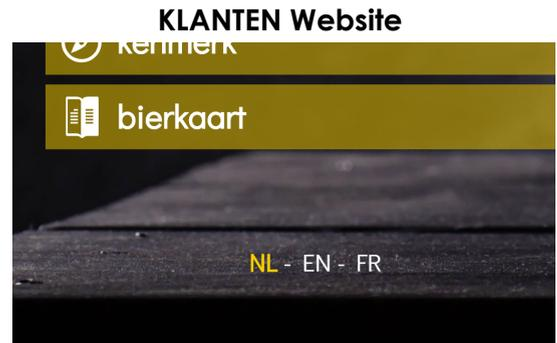 KLANTEN Website
kenmerk
bierkaart
NL - EN - FR